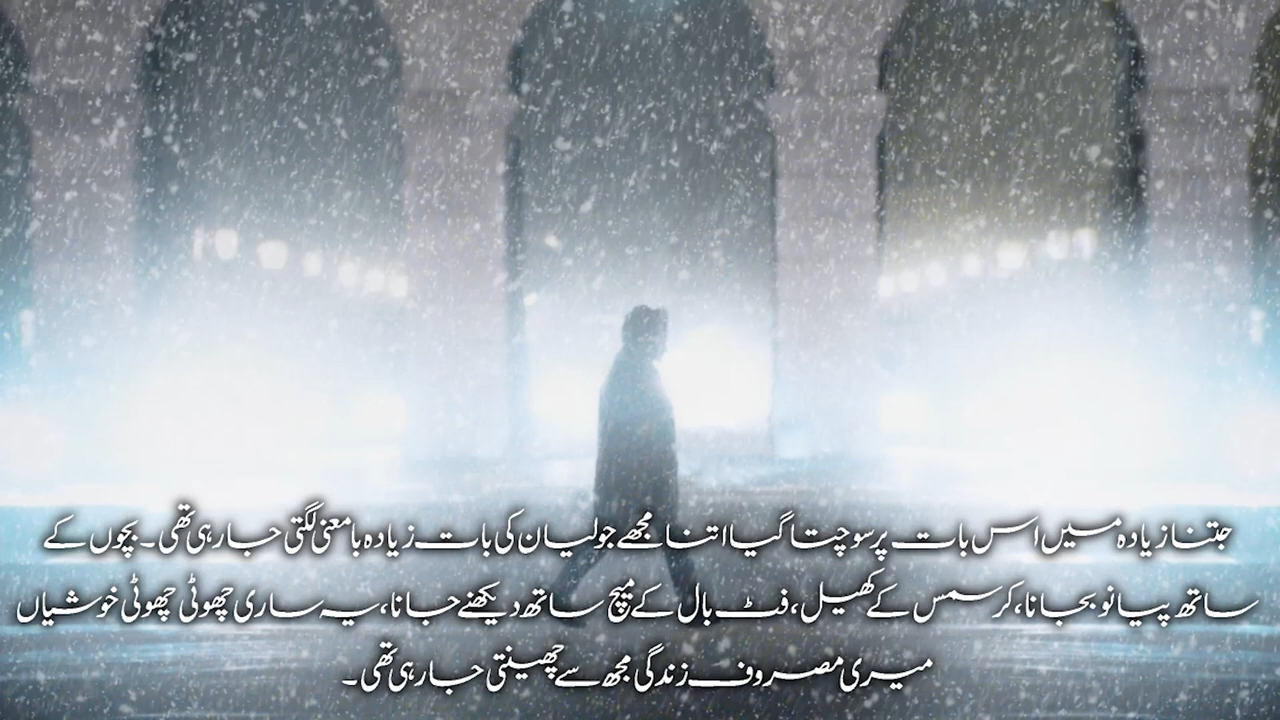 جتنا زیادہ میں اس بات پر سوچتا گیا اتنا مجھے جولیان کی بات زیادہ بامعنی لگتی جا رہی تھی۔ بچوں کے
ساتھ پیانو بجانا، کرسمس کے کھیل، فٹ بال کے میچ ساتھ دیکھنے جانا، یہ ساری چھوٹی چھوٹی خوشیاں
میری مصروف زندگی مجھ سے چھینتی جا رہی تھی۔